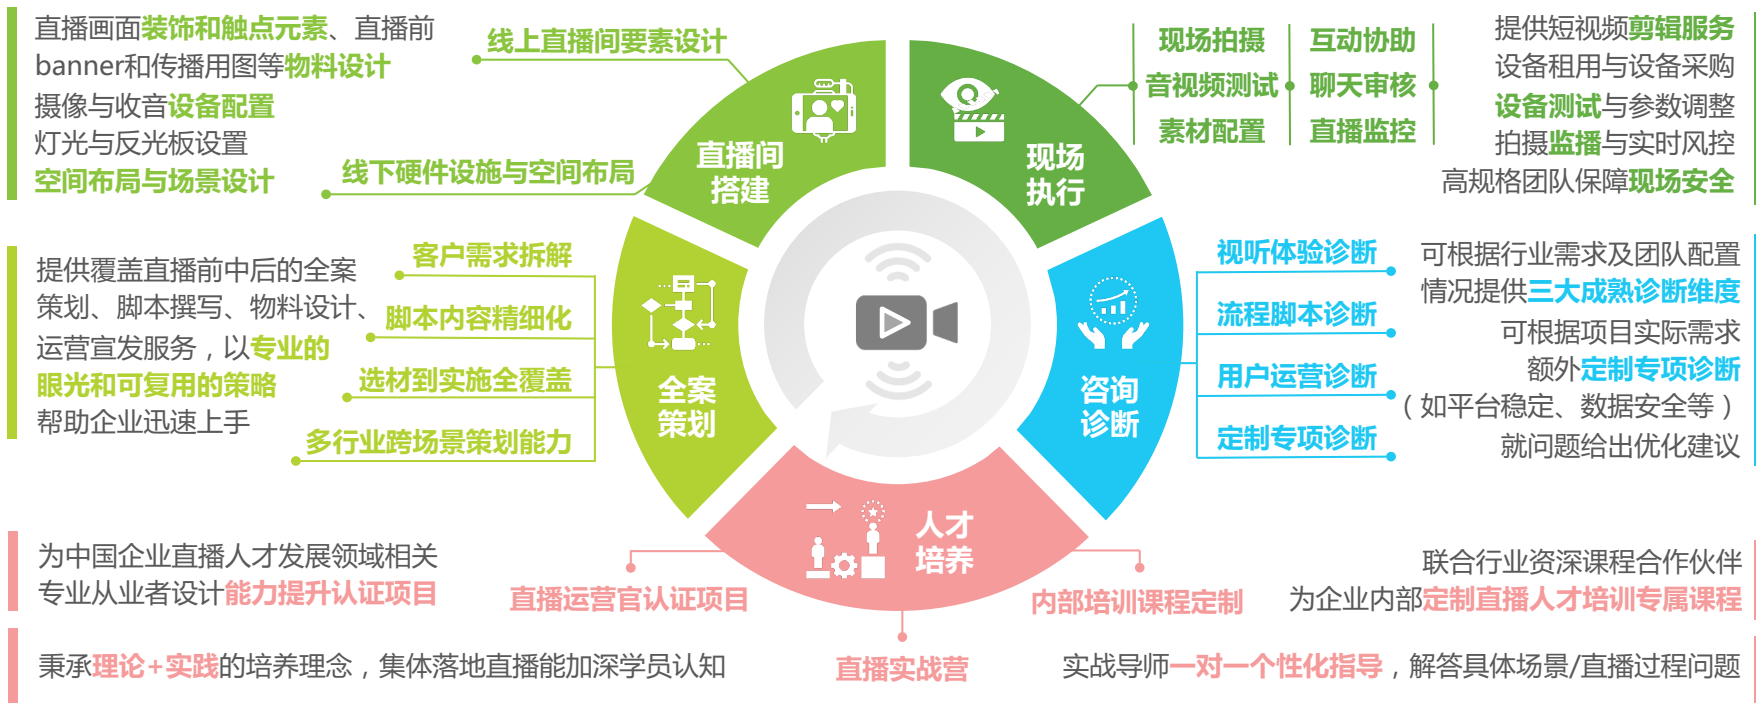 直播画面装饰和触点元素、直播前
banner和传播用图等物料设计
摄像与收音设备配置
灯光与反光板设置
空间布局与场景设计
线上直播间要素设计
线下硬件设施与空间布局
直播间
搭建
现场
执行
现场拍摄
音视频测试
素材配置
互动协助
聊天审核
直播监控
提供短视频剪辑服务
设备租用与设备采购
设备测试与参数调整
拍摄监播与实时风控
高规格团队保障现场安全
提供覆盖直播前中后的全案
策划、脚本撰写、物料设计、
运营宣发服务，以专业的
眼光和可复用的策略
帮助企业迅速上手
客户需求拆解
脚本内容精细化
选材到实施全覆盖
多行业跨场景策划能力
全案
策划
咨询
诊断
视听体验诊断
流程脚本诊断
用户运营诊断
定制专项诊断
可根据行业需求及团队配置
情况提供三大成熟诊断维度
可根据项目实际需求
额外定制专项诊断
（如平台稳定、数据安全等）
就问题给出优化建议
人才
培养
为中国企业直播人才发展领域相关
专业从业者设计能力提升认证项目
直播运营官认证项目
内部培训课程定制
联合行业资深课程合作伙伴
为企业内部定制直播人才培训专属课程
秉承理论+实践的培养理念，集体落地直播能加深学员认知
直播实战营
实战导师一对一个性化指导，解答具体场景/直播过程问题